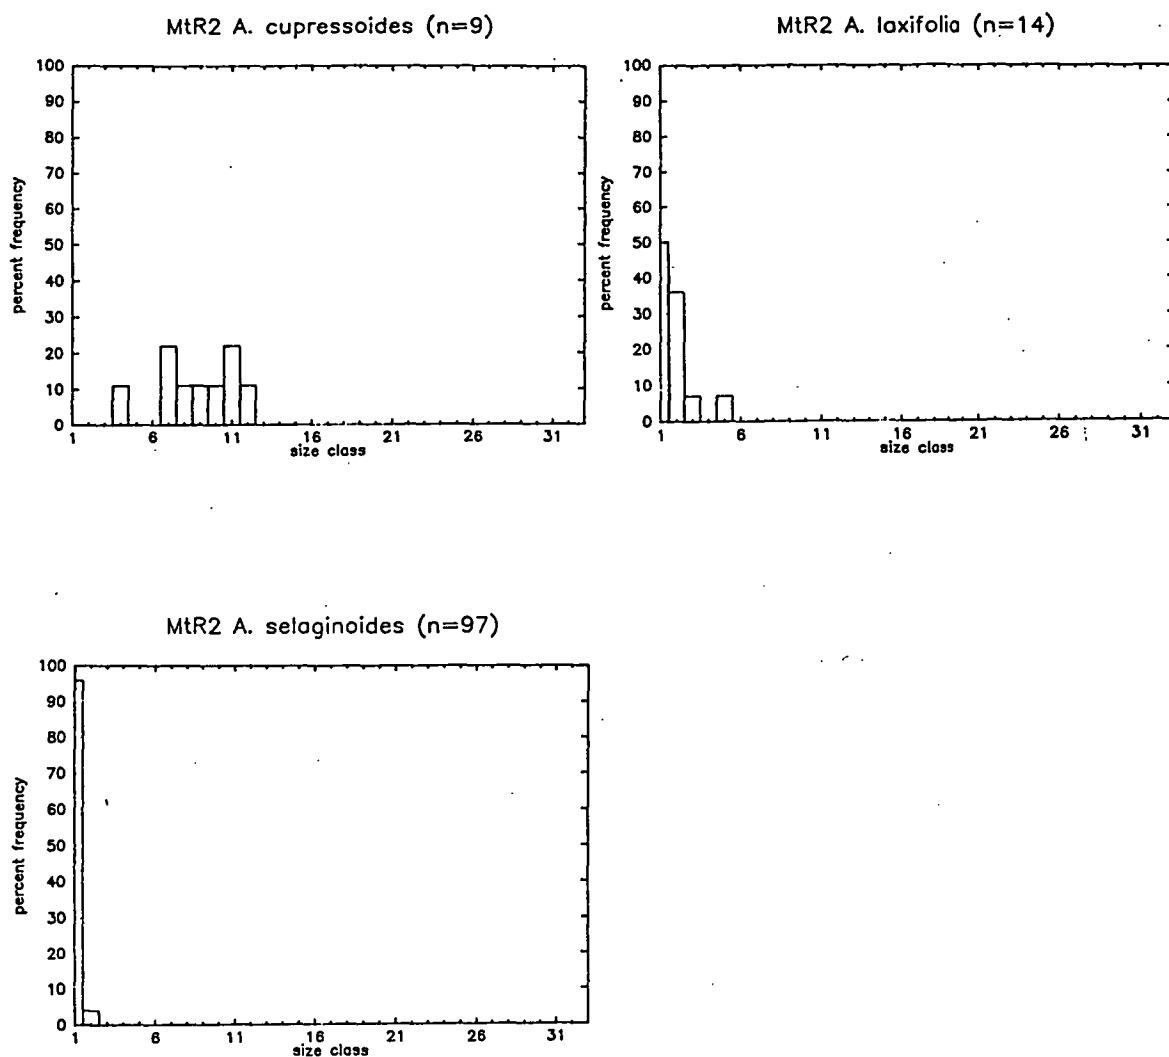 MtR2 A. cupressoides (n=9)
100
90
80
70
60
50
40
30
20
10
0
percent frequency
1 6 11 16 21 26 31
size class
MtR2 A. laxifolia (n=14)
100
90
80
70
60
50
40
30
20
10
0
percent frequency
1 6 11 16 21 26 31
size class
MtR2 A. selaginoides (n=97)
100
90
80
70
60
50
40
30
20
10
0
percent frequency
1 6 11 16 21 26 31
size class